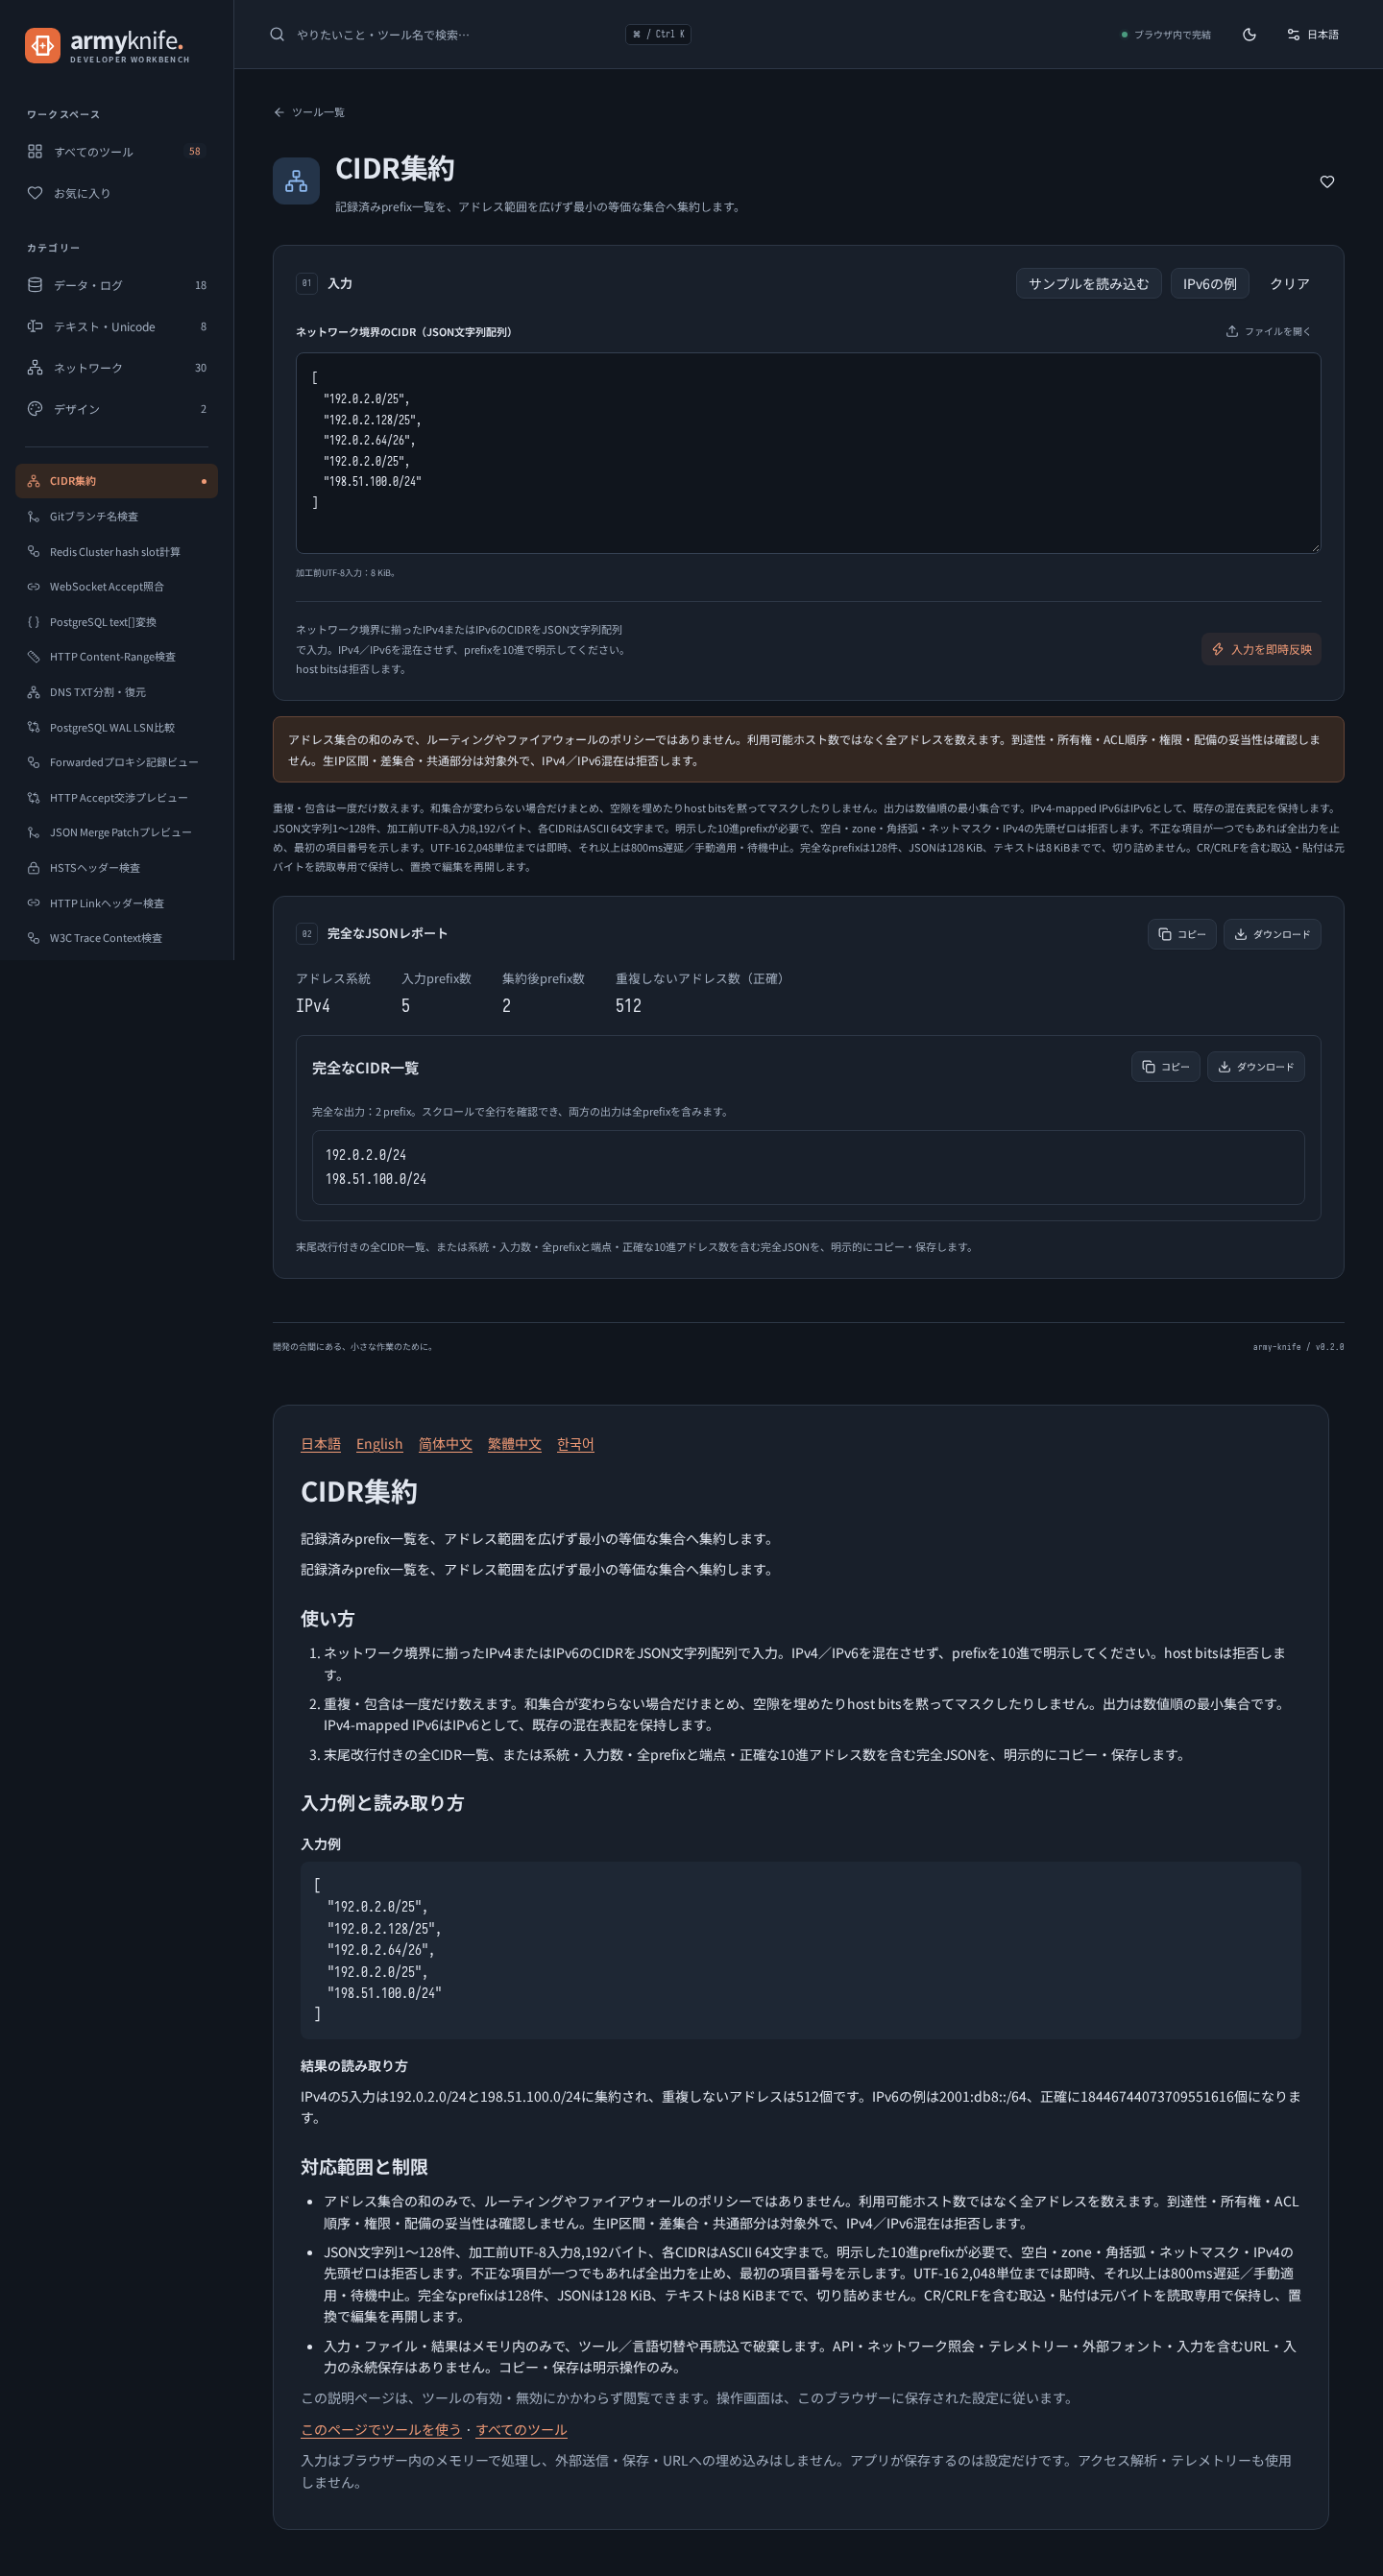 armyknife.
DEVELOPER WORKBENCH
ワークスペース
すべてのツール 58
お気に入り
カテゴリー
データ・ログ 18
テキスト・Unicode 8
ネットワーク 30
デザイン 2
CIDR集約
Gitブランチ名検査
Redis Cluster hash slot計算
WebSocket Accept照合
PostgreSQL text[]変換
HTTP Content-Range検査
DNS TXT分割・復元
PostgreSQL WAL LSN比較
Forwardedプロキシ記録ビュー
HTTP Accept交渉プレビュー
JSON Merge Patchプレビュー
HSTSヘッダー検査
HTTP Linkヘッダー検査
W3C Trace Context検査
やりたいこと・ツール名で検索… ⌘ / Ctrl K
ブラウザ内で完結
日本語
ツール一覧
CIDR集約
記録済みprefix一覧を、アドレス範囲を広げず最小の等価な集合へ集約します。
01 入力
サンプルを読み込む IPv6の例 クリア
ネットワーク境界のCIDR（JSON文字列配列）
ファイルを開く
[
"192.0.2.0/25",
"192.0.2.128/25",
"192.0.2.64/26",
"192.0.2.0/25",
"198.51.100.0/24"
]
加工前UTF-8入力：8 KiB。
ネットワーク境界に揃ったIPv4またはIPv6のCIDRをJSON文字列配列
で入力。IPv4／IPv6を混在させず、prefixを10進で明示してください。
host bitsは拒否します。
入力を即時反映
アドレス集合の和のみで、ルーティングやファイアウォールのポリシーではありません。利用可能ホスト数ではなく全アドレスを数えます。到達性・所有権・ACL順序・権限・配備の妥当性は確認しま
せん。生IP区間・差集合・共通部分は対象外で、IPv4／IPv6混在は拒否します。
重複・包含は一度だけ数えます。和集合が変わらない場合だけまとめ、空隙を埋めたりhost bitsを黙ってマスクしたりしません。出力は数値順の最小集合です。IPv4-mapped IPv6はIPv6として、既存の混在表記を保持します。
JSON文字列1〜128件、加工前UTF-8入力8,192バイト、各CIDRはASCII 64文字まで。明示した10進prefixが必要で、空白・zone・角括弧・ネットマスク・IPv4の先頭ゼロは拒否します。不正な項目が一つでもあれば全出力を止
め、最初の項目番号を示します。UTF-16 2,048単位までは即時、それ以上は800ms遅延／手動適用・待機中止。完全なprefixは128件、JSONは128 KiB、テキストは8 KiBまでで、切り詰めません。CR/CRLFを含む取込・貼付は元
バイトを読取専用で保持し、置換で編集を再開します。
02 完全なJSONレポート
コピー ダウンロード
アドレス系統 入力prefix数 集約後prefix数 重複しないアドレス数（正確）
IPv4 5 2 512
完全なCIDR一覧
コピー ダウンロード
完全な出力：2 prefix。スクロールで全行を確認でき、両方の出力は全prefixを含みます。
192.0.2.0/24
198.51.100.0/24
末尾改行付きの全CIDR一覧、または系統・入力数・全prefixと端点・正確な10進アドレス数を含む完全JSONを、明示的にコピー・保存します。
開発の合間にある、小さな作業のために。
army-knife / v0.2.0
日本語 English 简体中文 繁體中文 한국어
CIDR集約
記録済みprefix一覧を、アドレス範囲を広げず最小の等価な集合へ集約します。
記録済みprefix一覧を、アドレス範囲を広げず最小の等価な集合へ集約します。
使い方
1. ネットワーク境界に揃ったIPv4またはIPv6のCIDRをJSON文字列配列で入力。IPv4／IPv6を混在させず、prefixを10進で明示してください。host bitsは拒否しま
す。
2. 重複・包含は一度だけ数えます。和集合が変わらない場合だけまとめ、空隙を埋めたりhost bitsを黙ってマスクしたりしません。出力は数値順の最小集合です。
IPv4-mapped IPv6はIPv6として、既存の混在表記を保持します。
3. 末尾改行付きの全CIDR一覧、または系統・入力数・全prefixと端点・正確な10進アドレス数を含む完全JSONを、明示的にコピー・保存します。
入力例と読み取り方
入力例
[
"192.0.2.0/25",
"192.0.2.128/25",
"192.0.2.64/26",
"192.0.2.0/25",
"198.51.100.0/24"
]
結果の読み取り方
IPv4の5入力は192.0.2.0/24と198.51.100.0/24に集約され、重複しないアドレスは512個です。IPv6の例は2001:db8::/64、正確に18446744073709551616個になりま
す。
対応範囲と制限
• アドレス集合の和のみで、ルーティングやファイアウォールのポリシーではありません。利用可能ホスト数ではなく全アドレスを数えます。到達性・所有権・ACL
順序・権限・配備の妥当性は確認しません。生IP区間・差集合・共通部分は対象外で、IPv4／IPv6混在は拒否します。
• JSON文字列1〜128件、加工前UTF-8入力8,192バイト、各CIDRはASCII 64文字まで。明示した10進prefixが必要で、空白・zone・角括弧・ネットマスク・IPv4の
先頭ゼロは拒否します。不正な項目が一つでもあれば全出力を止め、最初の項目番号を示します。UTF-16 2,048単位までは即時、それ以上は800ms遅延／手動適
用・待機中止。完全なprefixは128件、JSONは128 KiB、テキストは8 KiBまでで、切り詰めません。CR/CRLFを含む取込・貼付は元バイトを読取専用で保持し、置
換で編集を再開します。
• 入力・ファイル・結果はメモリ内のみで、ツール／言語切替や再読込で破棄します。API・ネットワーク照会・テレメトリー・外部フォント・入力を含むURL・入
力の永続保存はありません。コピー・保存は明示操作のみ。
この説明ページは、ツールの有効・無効にかかわらず閲覧できます。操作画面は、このブラウザーに保存された設定に従います。
このページでツールを使う · すべてのツール
入力はブラウザー内のメモリーで処理し、外部送信・保存・URLへの埋め込みはしません。アプリが保存するのは設定だけです。アクセス解析・テレメトリーも使用
しません。